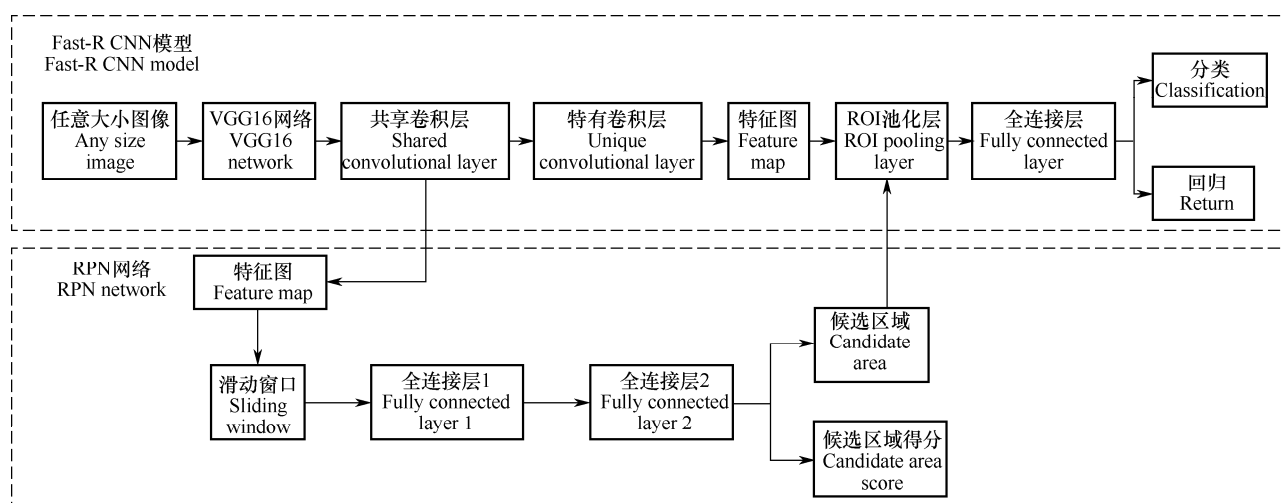 Fast-R CNN模型
Fast-R CNN model
任意大小图像
Any size
image
VGG16网络
VGG16
network
共享卷积层
Shared
convolutional layer
特有卷积层
Unique
convolutional layer
特征图
Feature
map
ROI池化层
ROI pooling
layer
全连接层
Fully connected
layer
分类
Classification
回归
Return
RPN网络
RPN network
特征图
Feature map
滑动窗口
Sliding
window
全连接层1
Fully connected
layer 1
全连接层2
Fully connected
layer 2
候选区域
Candidate
area
候选区域得分
Candidate area
score